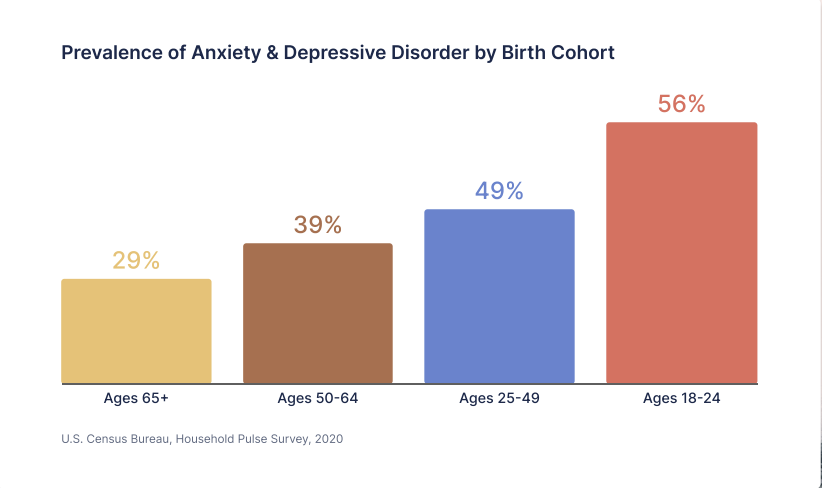 Prevalence of Anxiety & Depressive Disorder by Birth Cohort
56%
49%
39%
29%
Ages 65+ Ages 50-64 Ages 25-49 Ages 18-24
U.S. Census Bureau, Household Pulse Survey, 2020